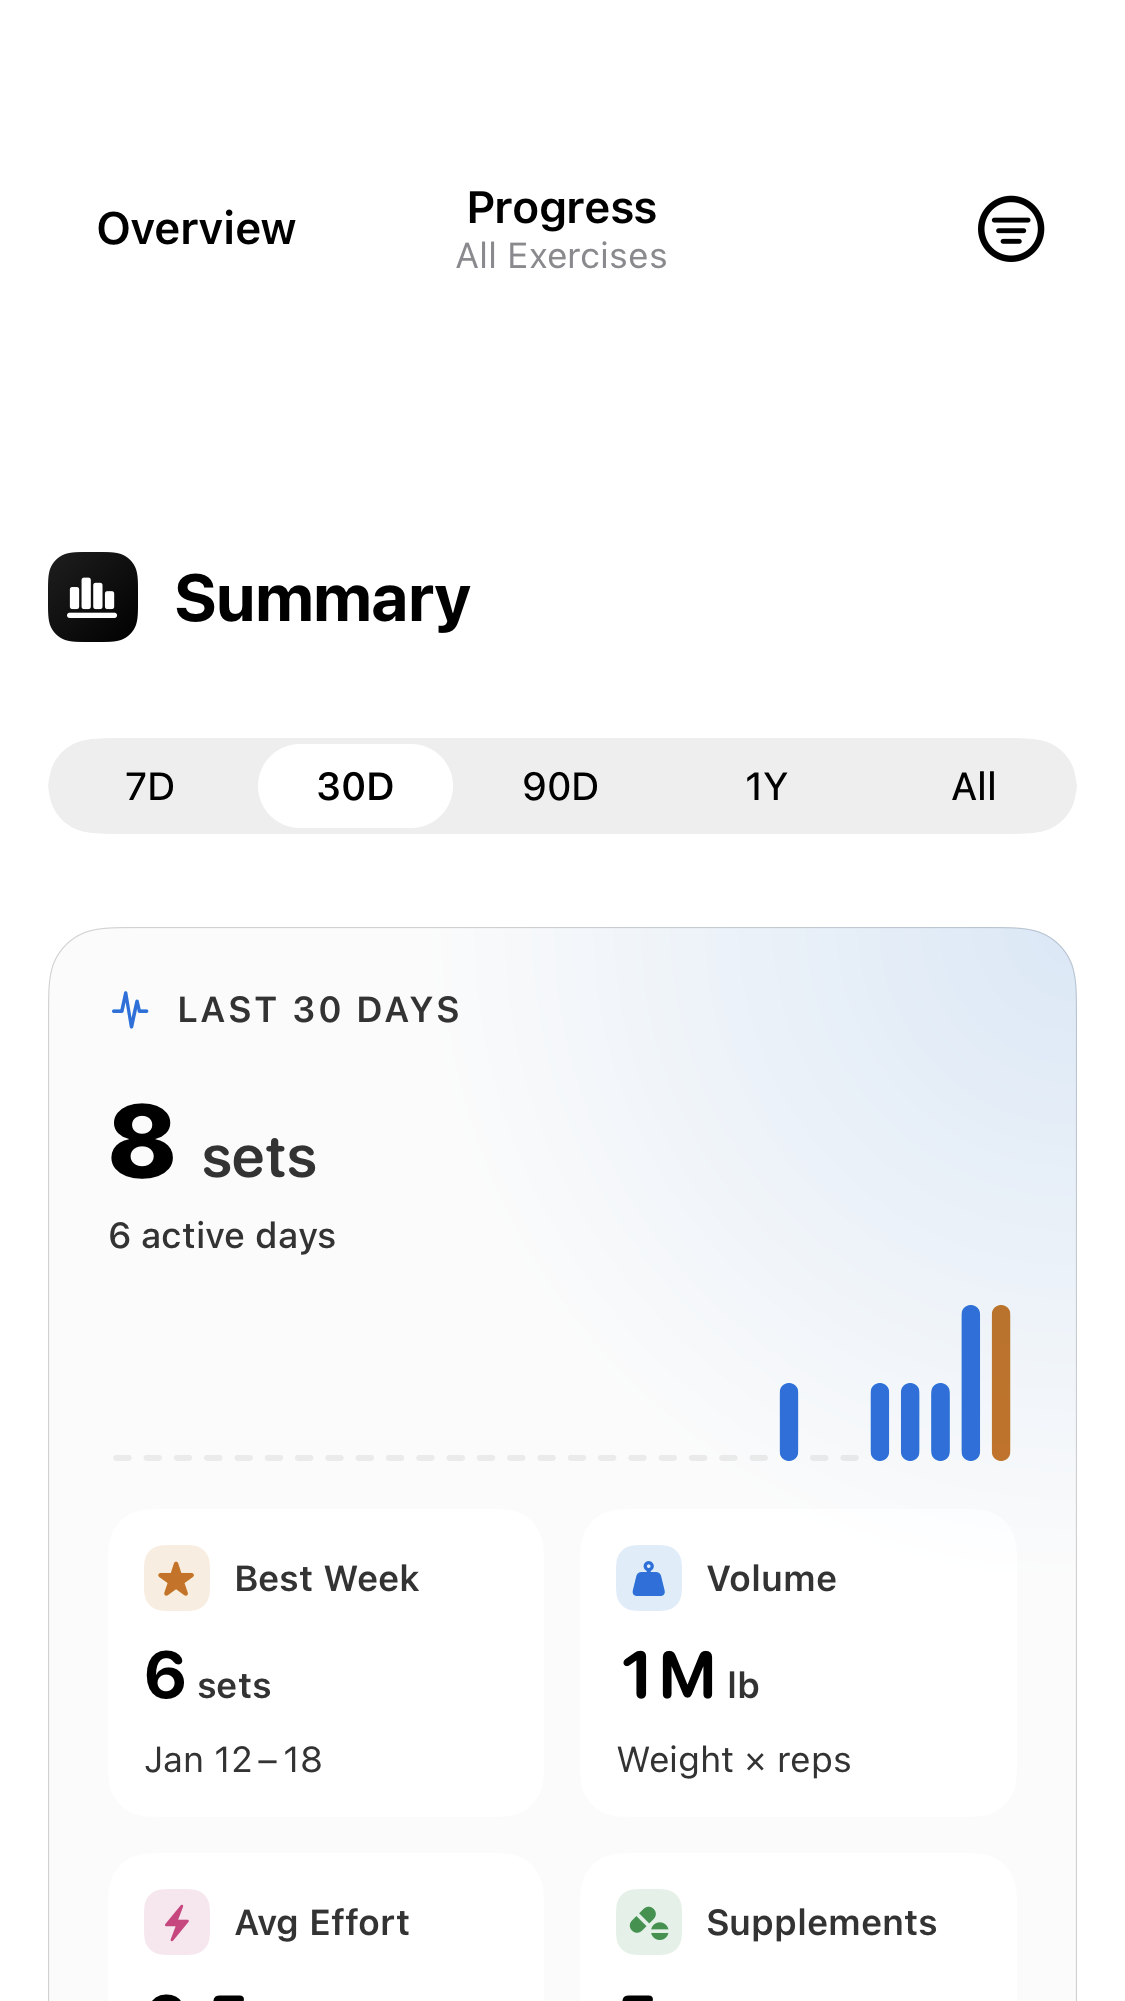 Overview
Progress
All Exercises
Summary
7D 30D 90D 1Y All
LAST 30 DAYS
8 sets
6 active days
Best Week
6 sets
Jan 12–18
Volume
1M lb
Weight × reps
Avg Effort
Supplements